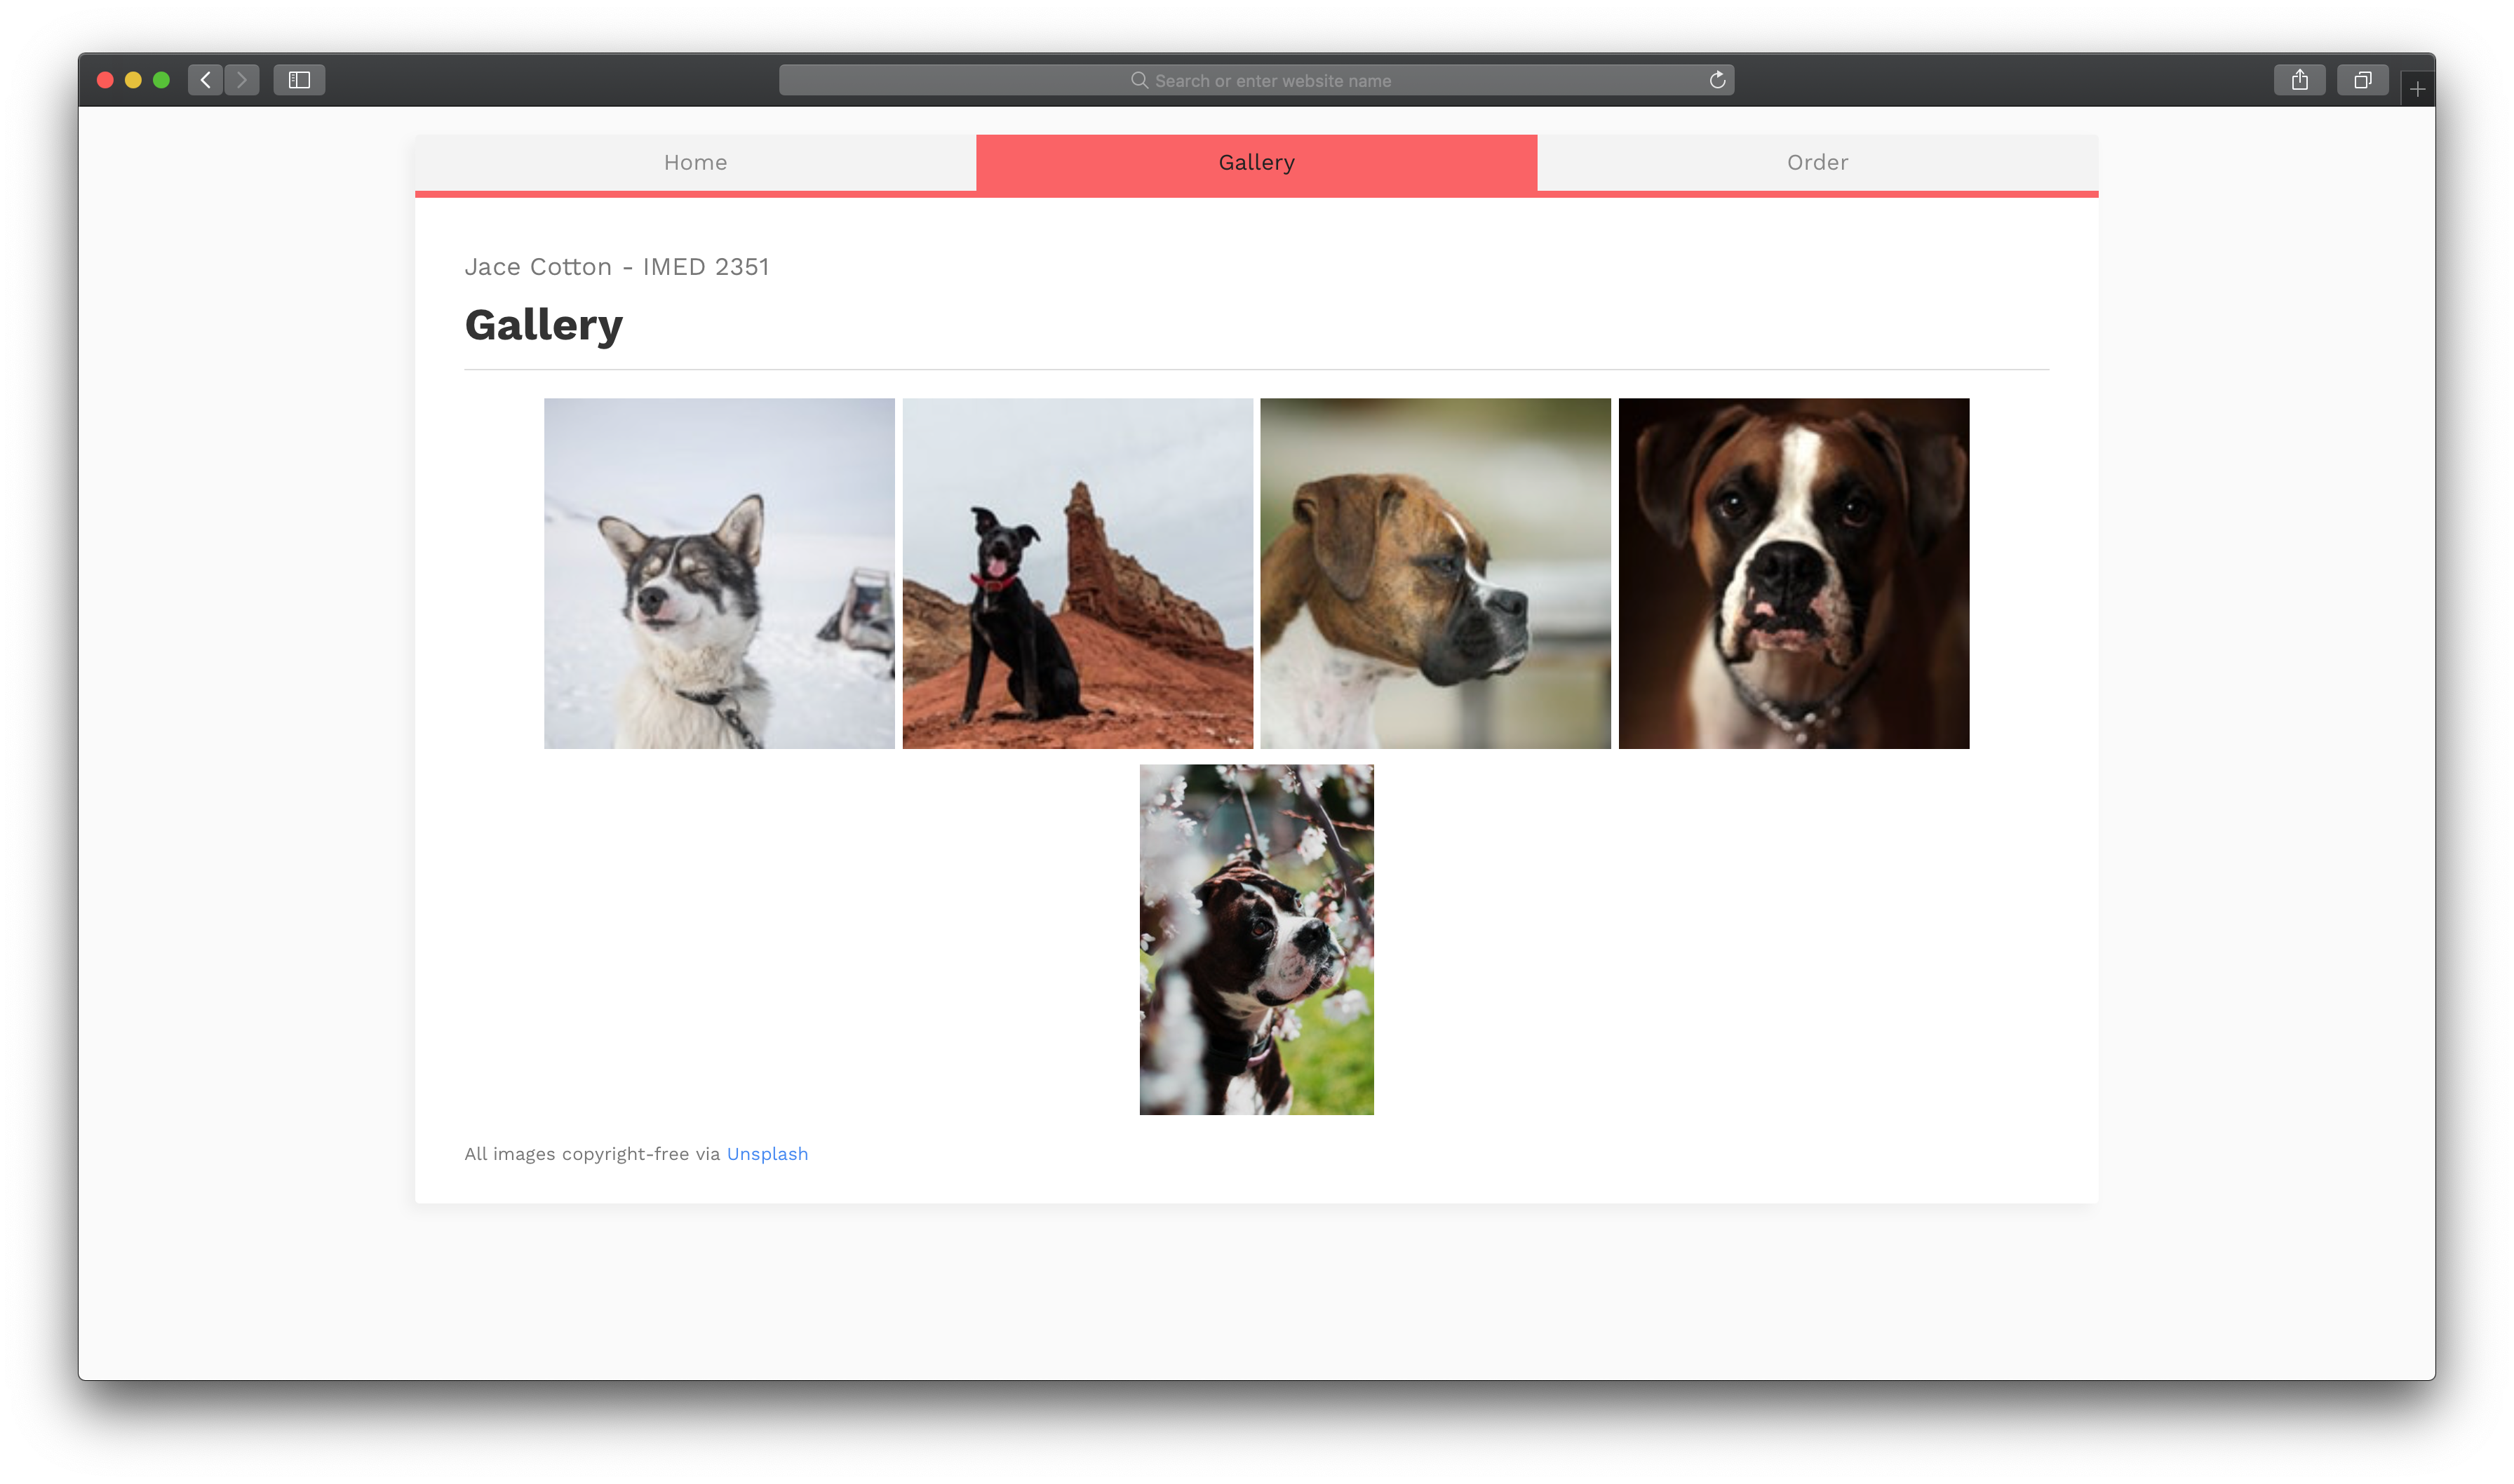 Search or enter website name
Home
Gallery
Order
Jace Cotton - IMED 2351
Gallery
All images copyright-free via Unsplash